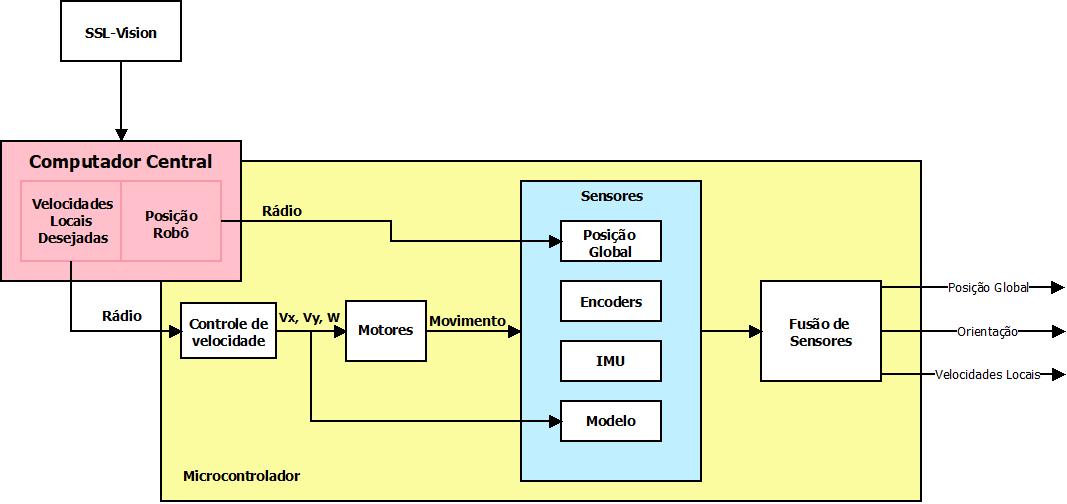 SSL-Vision
Computador Central
Velocidades
Locais
Desejadas
Posição
Robô
Rádio
Rádio
Controle de
velocidade
Vx, Vy, W
Motores
Movimento
Sensores
Posição
Global
Encoders
IMU
Modelo
Fusão de
Sensores
Posição Global
Orientação
Velocidades Locais
Microcontrolador